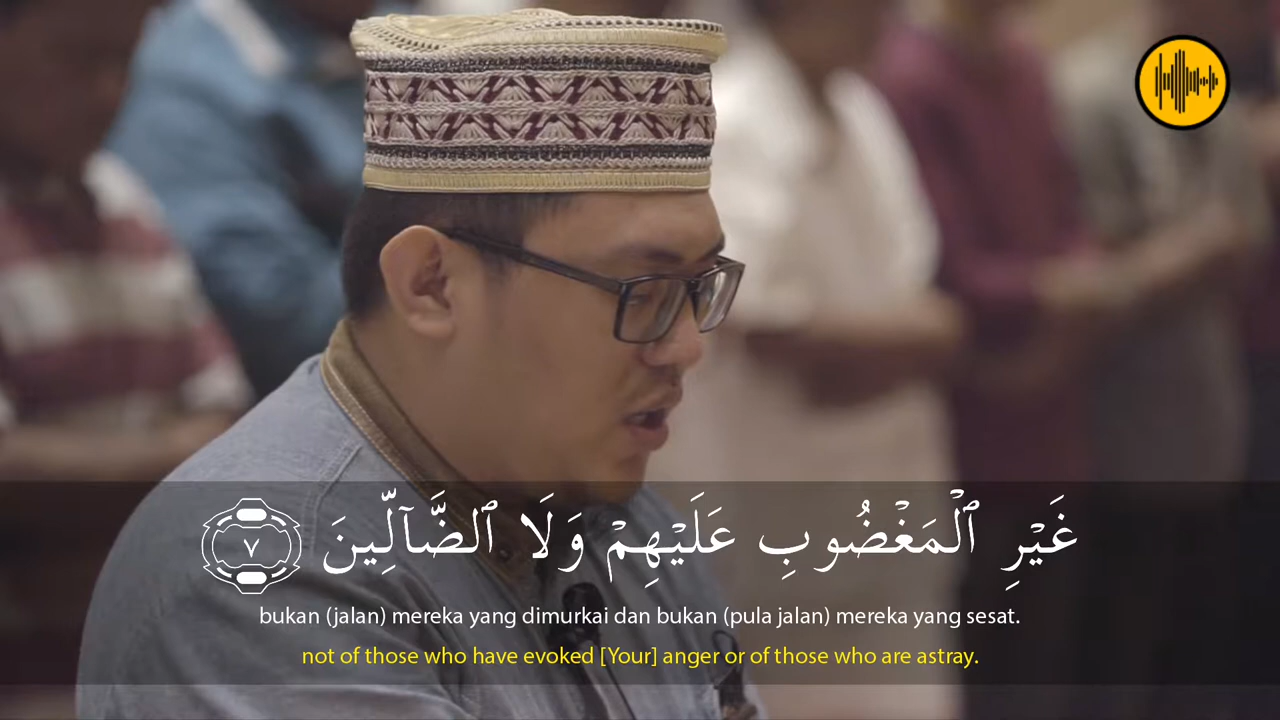 غَيْرِ ٱلْمَغْضُوبِ عَلَيْهِمْ وَلَا ٱلضَّآلِّينَ ٧
bukan (jalan) mereka yang dimurkai dan bukan (pula jalan) mereka yang sesat.
not of those who have evoked [Your] anger or of those who are astray.